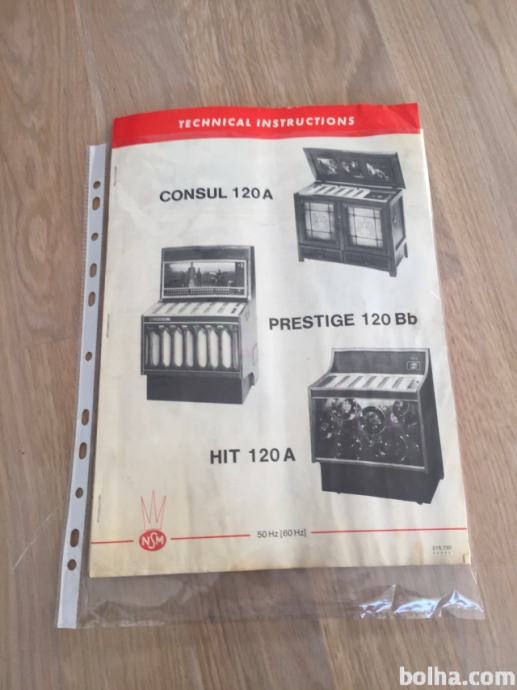 TECHNICAL INSTRUCTIONS
CONSUL 120 A
PRESTIGE 120 Bb
HIT 120 A
NSM
50 Hz [60 Hz]
bolha.com